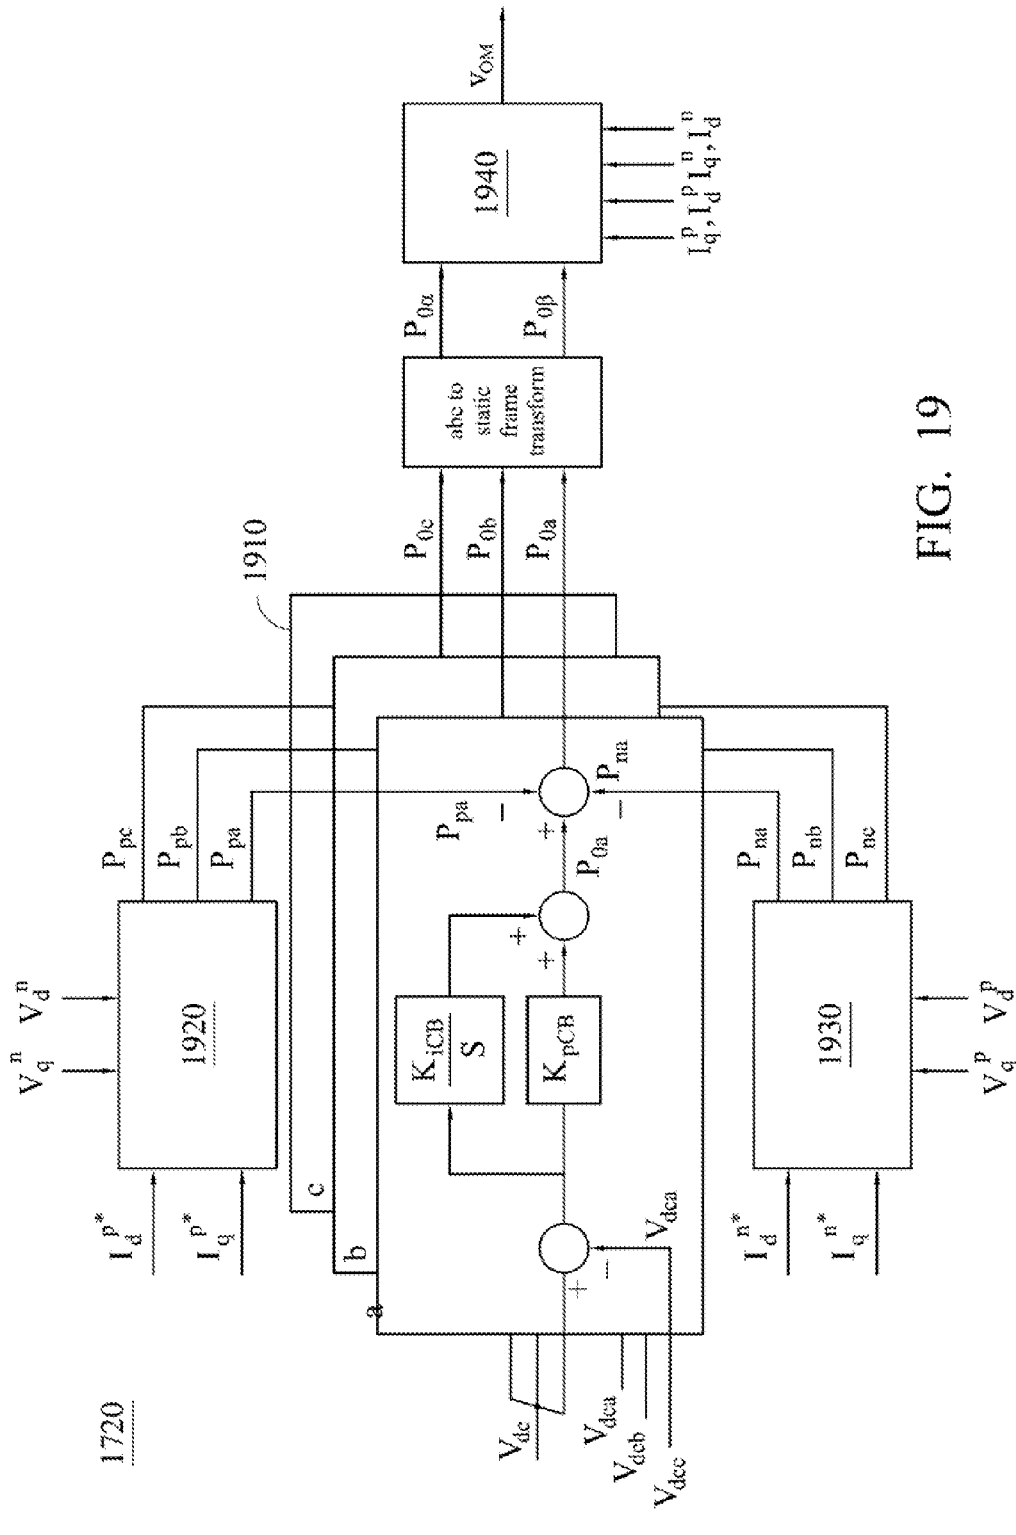 1720
V_dc
V_dca
V_dcb
V_dcc
a
b
c
1910
I_d^p*
I_q^p*
V_q^n
V_d^n
1920
P_pc
P_pb
P_pa
I_d^n*
I_q^n*
V_q^p
V_d^p
1930
P_na
P_nb
P_nc
+
−
V_dca
K_iCB
S
K_pCB
+
+
P_0a
+
P_pa
−
P_na
−
P_0c
P_0b
P_0a
abc to
static
frame
transform
P_0α
P_0β
1940
I_q^p, I_d^p I_q^n, I_d^n
v_OM
FIG. 19